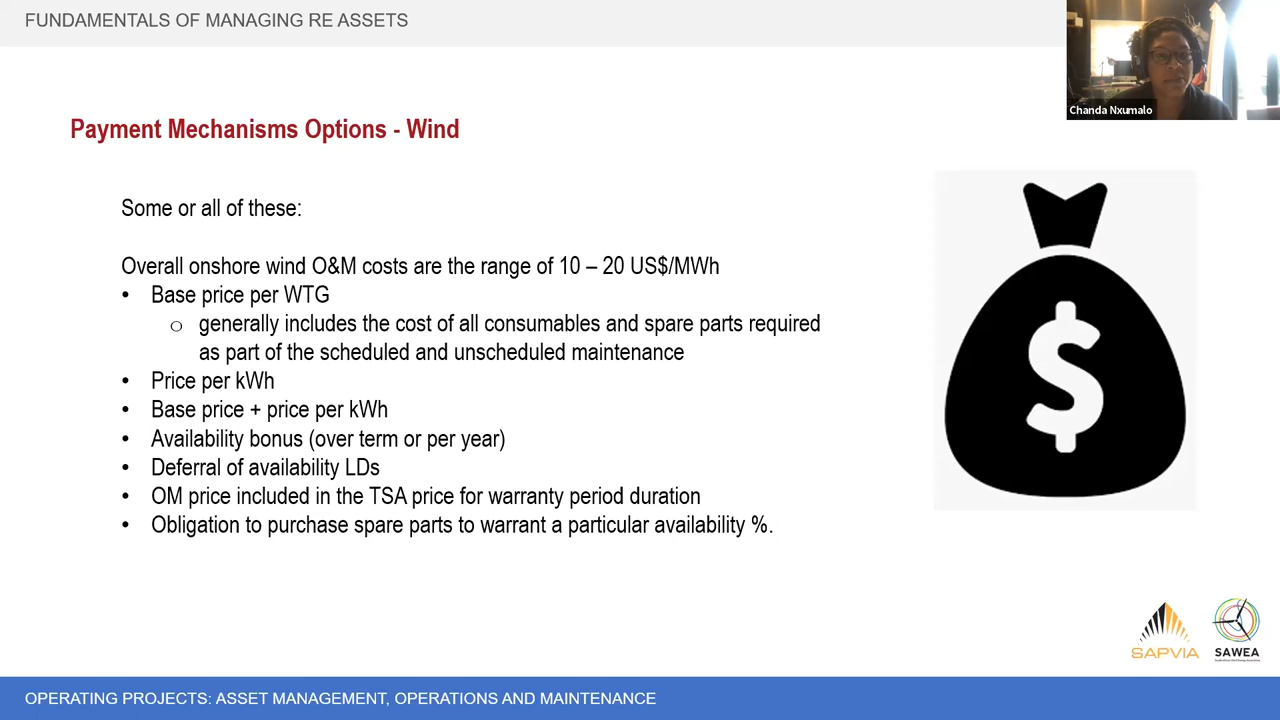 FUNDAMENTALS OF MANAGING RE ASSETS
Chanda Nxumalo
Payment Mechanisms Options - Wind
Some or all of these:
Overall onshore wind O&M costs are the range of 10 – 20 US$/MWh
• Base price per WTG
o generally includes the cost of all consumables and spare parts required
as part of the scheduled and unscheduled maintenance
• Price per kWh
• Base price + price per kWh
• Availability bonus (over term or per year)
• Deferral of availability LDs
• OM price included in the TSA price for warranty period duration
• Obligation to purchase spare parts to warrant a particular availability %.
$
SAPVIA
SAWEA
OPERATING PROJECTS: ASSET MANAGEMENT, OPERATIONS AND MAINTENANCE